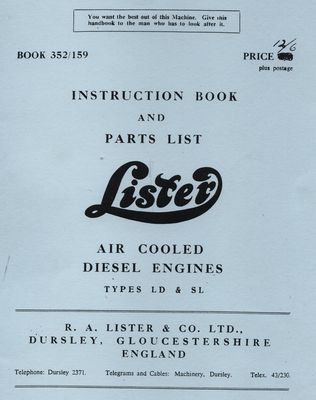 You want the best out of this Machine. Give this
handbook to the man who has to look after it.
BOOK 352/159
PRICE 12/6
plus postage
INSTRUCTION BOOK
AND
PARTS LIST
Lister
AIR COOLED
DIESEL ENGINES
TYPES LD & SL
R. A. LISTER & CO. LTD.,
DURSLEY, GLOUCESTERSHIRE
ENGLAND
Telephone: Dursley 2371. Telegrams and Cables: Machinery, Dursley. Telex. 43/230.